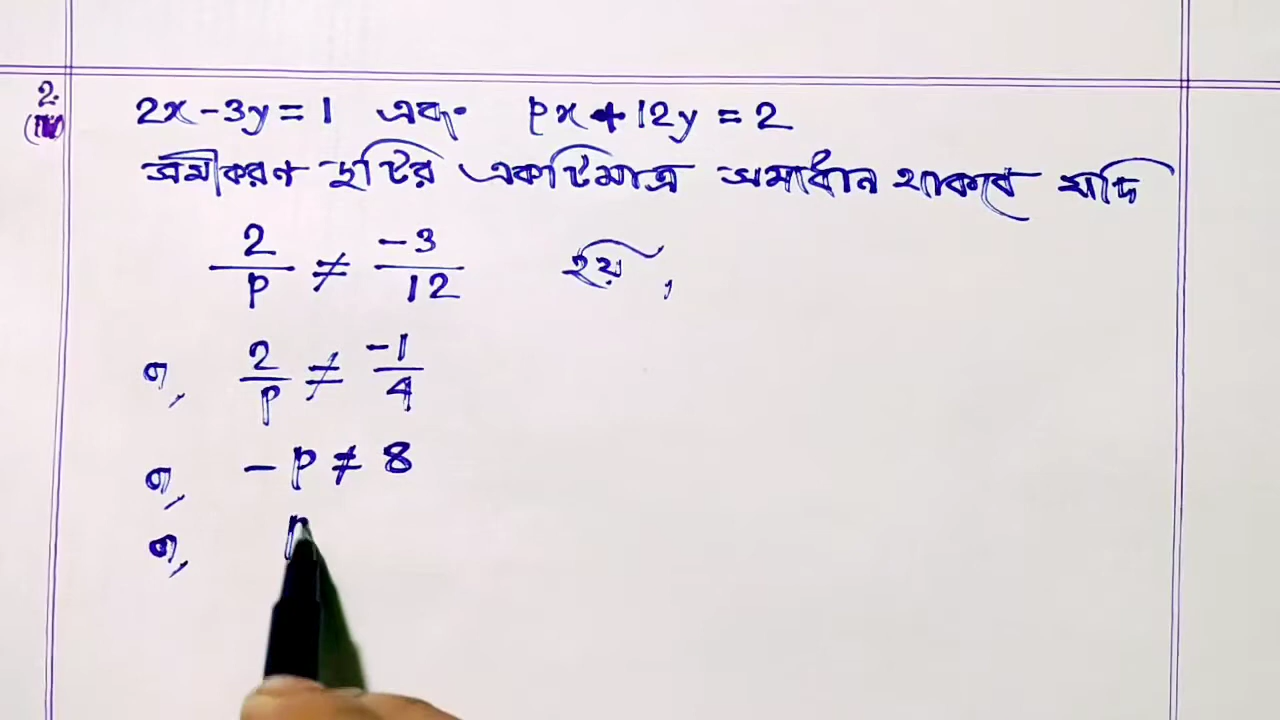 2.
(iv)
2x - 3y = 1 এবং px + 12y = 2
সমীকরণ দুটির একটিমাত্র সমাধান থাকবে যদি
2/p ≠ -3/12 হয়,
বা, 2/p ≠ -1/4
বা, - p ≠ 8
বা, p